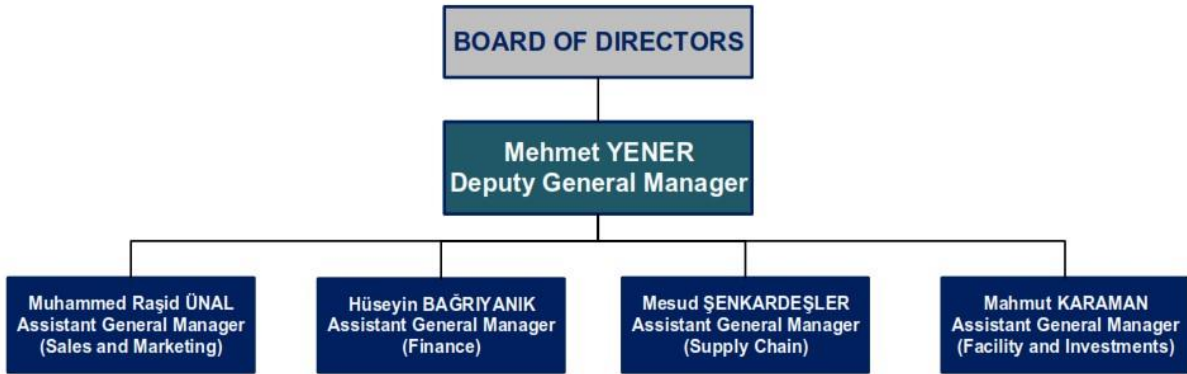 BOARD OF DIRECTORS
Mehmet YENER
Deputy General Manager
Muhammed Raşid ÜNAL
Assistant General Manager
(Sales and Marketing)
Hüseyin BAĞRIYANIK
Assistant General Manager
(Finance)
Mesud ŞENKARDEŞLER
Assistant General Manager
(Supply Chain)
Mahmut KARAMAN
Assistant General Manager
(Facility and Investments)